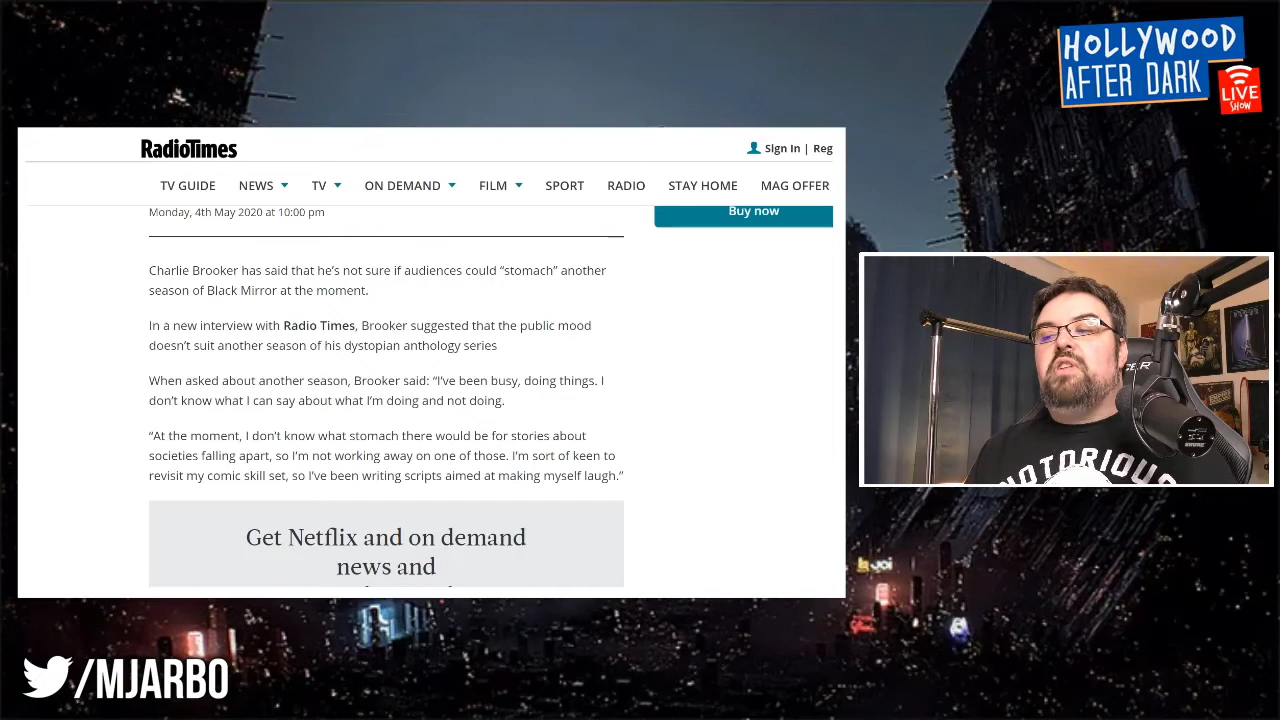 HOLLYWOOD
AFTER DARK
LIVE
SHOW
RadioTimes
Sign In | Reg
TV GUIDE NEWS TV ON DEMAND FILM SPORT RADIO STAY HOME MAG OFFER
Monday, 4th May 2020 at 10:00 pm
Buy now
Charlie Brooker has said that he’s not sure if audiences could “stomach” another
season of Black Mirror at the moment.
In a new interview with Radio Times, Brooker suggested that the public mood
doesn’t suit another season of his dystopian anthology series
When asked about another season, Brooker said: “I’ve been busy, doing things. I
don’t know what I can say about what I’m doing and not doing.
“At the moment, I don’t know what stomach there would be for stories about
societies falling apart, so I’m not working away on one of those. I’m sort of keen to
revisit my comic skill set, so I’ve been writing scripts aimed at making myself laugh.”
Get Netflix and on demand
news and
NOTORIOUS
SHURE
joi
/MJARBO